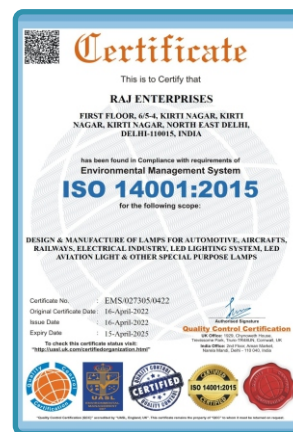 Certificate
This is to Certify that
RAJ ENTERPRISES
FIRST FLOOR, 6/5-4, KIRTI NAGAR, KIRTI
NAGAR, KIRTI NAGAR, NORTH EAST DELHI,
DELHI-110015, INDIA
has been found in Compliance with requirements of
Environmental Management System
ISO 14001:2015
for the following scope:
DESIGN & MANUFACTURE OF LAMPS FOR AUTOMOTIVE, AIRCRAFTS,
RAILWAYS, ELECTRICAL INDUSTRY, LED LIGHTING SYSTEM, LED
AVIATION LIGHT & OTHER SPECIAL PURPOSE LAMPS
Certificate No. : EMS/027305/0422
Original Certificate Date : 16-April-2022
Issue Date : 16-April-2022
Expiry Date : 15-April-2025
To check this certificate status visit:
"http://uasl.uk.com/certifiedorganization.html"
Authorised Signature
Quality Control Certification
UASL
CERTIFIED
ISO 14001:2015